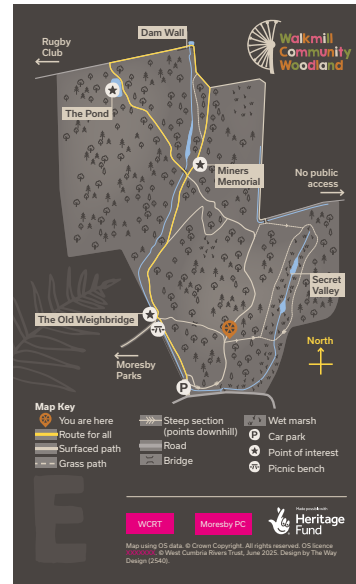 Rugby
Club
Dam Wall
Walkmill
Community
Woodland
The Pond
Miners
Memorial
No public
access
Secret
Valley
The Old Weighbridge
Moresby
Parks
North
P
Map Key
You are here
Route for all
Surfaced path
Grass path
Steep section
(points downhill)
Road
Bridge
Wet marsh
P
Car park
Point of interest
Picnic bench
E
WCRT
Moresby PC
Made possible with
Heritage
Fund
Map using OS data. © Crown Copyright. All rights reserved. OS licence
© West Cumbria Rivers Trust, June 2025. Design by The Way
Design (2540).